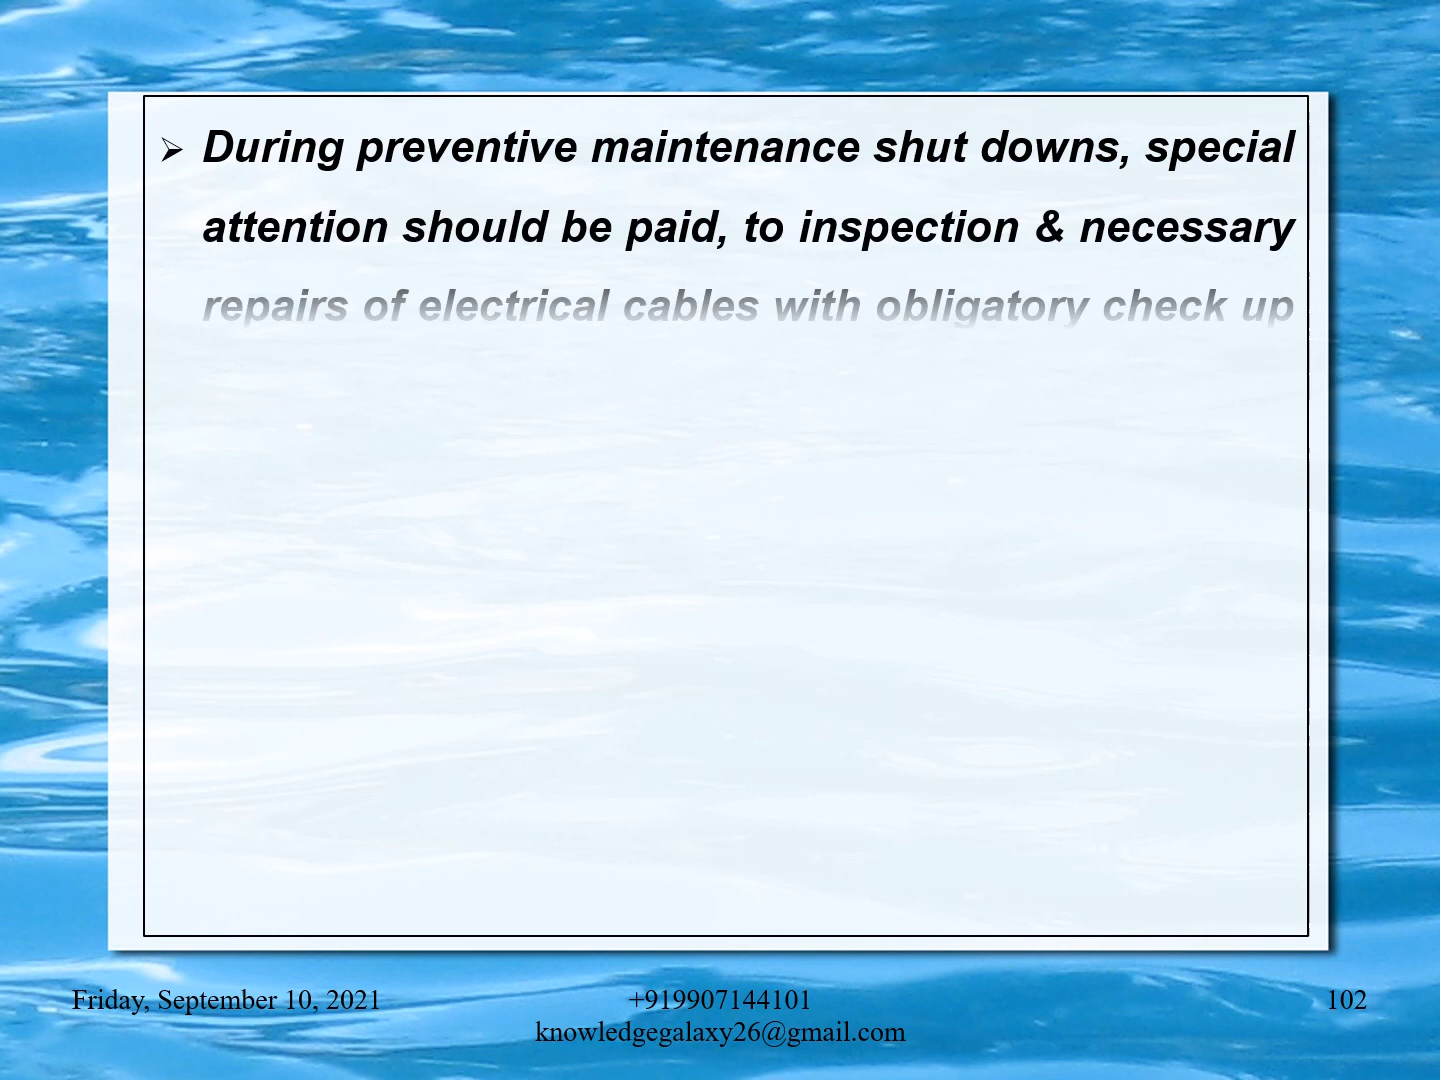 ➢ During preventive maintenance shut downs, special
attention should be paid, to inspection & necessary
repairs of electrical cables with obligatory check up
Friday, September 10, 2021
+919907144101
knowledgegalaxy26@gmail.com
102